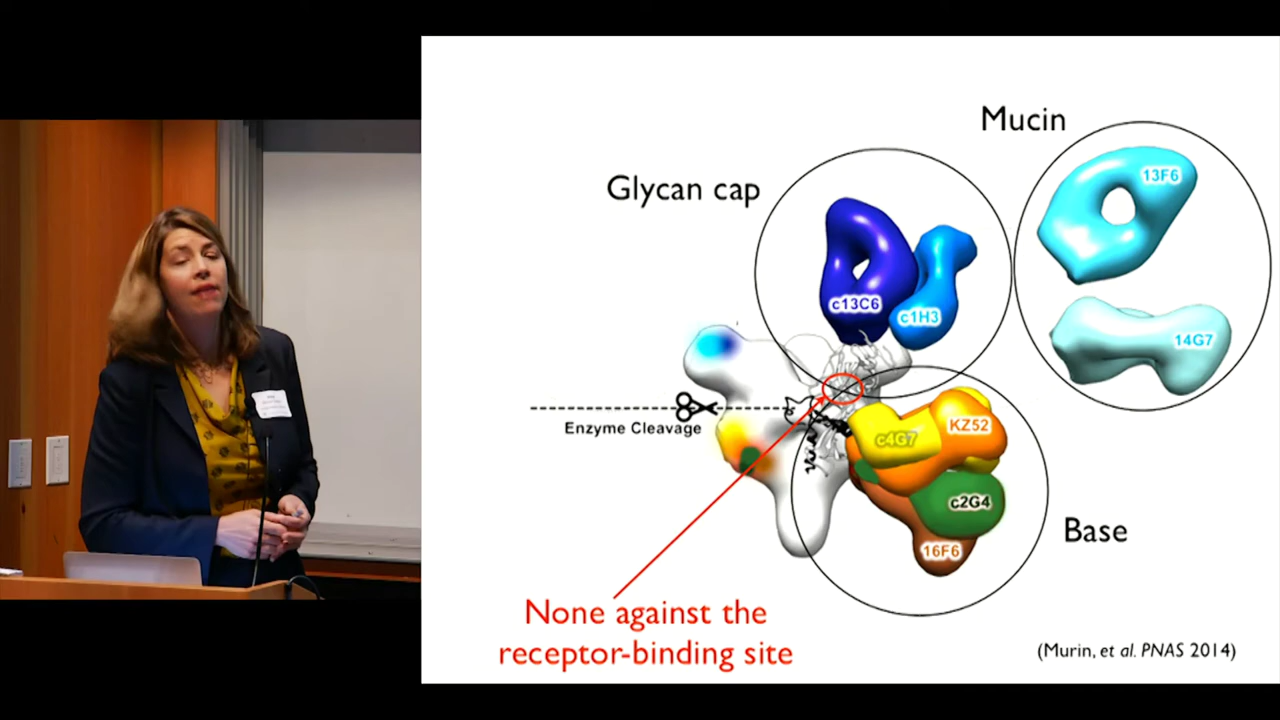 Mucin
Glycan cap
13F6
c13C6
c1H3
14G7
Enzyme Cleavage
c4G7
KZ52
c2G4
16F6
Base
None against the
receptor-binding site
(Murin, et al. PNAS 2014)